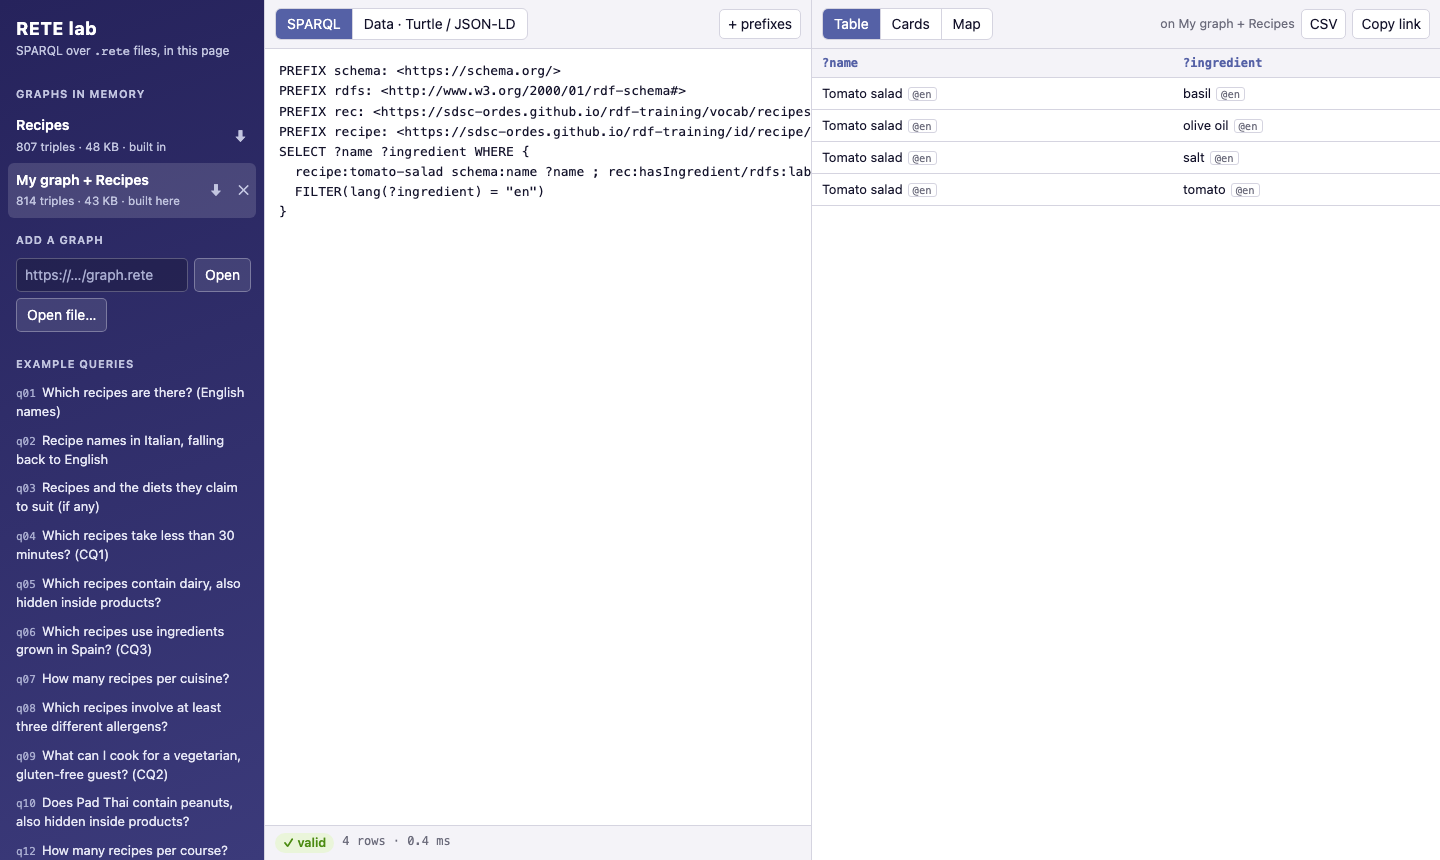 RETE lab
SPARQL over .rete files, in this page
GRAPHS IN MEMORY
Recipes
807 triples · 48 KB · built in
My graph + Recipes
814 triples · 43 KB · built here
ADD A GRAPH
https://.../graph.rete
Open
Open file...
EXAMPLE QUERIES
q01 Which recipes are there? (English
names)
q02 Recipe names in Italian, falling
back to English
q03 Recipes and the diets they claim
to suit (if any)
q04 Which recipes take less than 30
minutes? (CQ1)
q05 Which recipes contain dairy, also
hidden inside products?
q06 Which recipes use ingredients
grown in Spain? (CQ3)
q07 How many recipes per cuisine?
q08 Which recipes involve at least
three different allergens?
q09 What can I cook for a vegetarian,
gluten-free guest? (CQ2)
q10 Does Pad Thai contain peanuts,
also hidden inside products?
q12 How many recipes per course?
SPARQL
Data · Turtle / JSON-LD
+ prefixes
PREFIX schema: <https://schema.org/>
PREFIX rdfs: <http://www.w3.org/2000/01/rdf-schema#>
PREFIX rec: <https://sdsc-ordes.github.io/rdf-training/vocab/recipes
PREFIX recipe: <https://sdsc-ordes.github.io/rdf-training/id/recipe/
SELECT ?name ?ingredient WHERE {
  recipe:tomato-salad schema:name ?name ; rec:hasIngredient/rdfs:lab
  FILTER(lang(?ingredient) = "en")
}
✓ valid 4 rows · 0.4 ms
Table
Cards
Map
on My graph + Recipes
CSV
Copy link
?name ?ingredient
Tomato salad @en basil @en
Tomato salad @en olive oil @en
Tomato salad @en salt @en
Tomato salad @en tomato @en